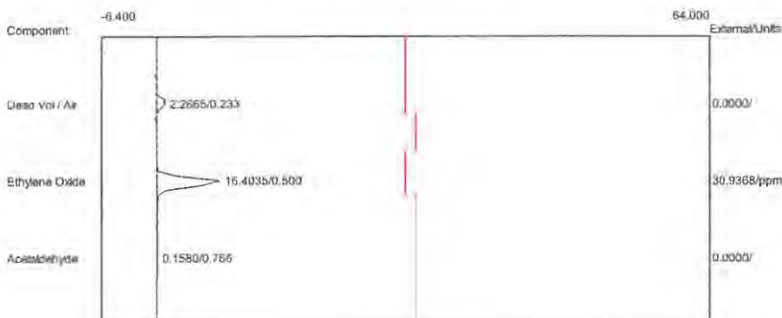 -6.400 64.000
Component External/Units
Dead Vol / Air 2.2665/0.233 0.0000/
Ethylene Oxide 16.4035/0.500 30.9368/ppm
Acetaldehyde 0.1580/0.766 0.0000/